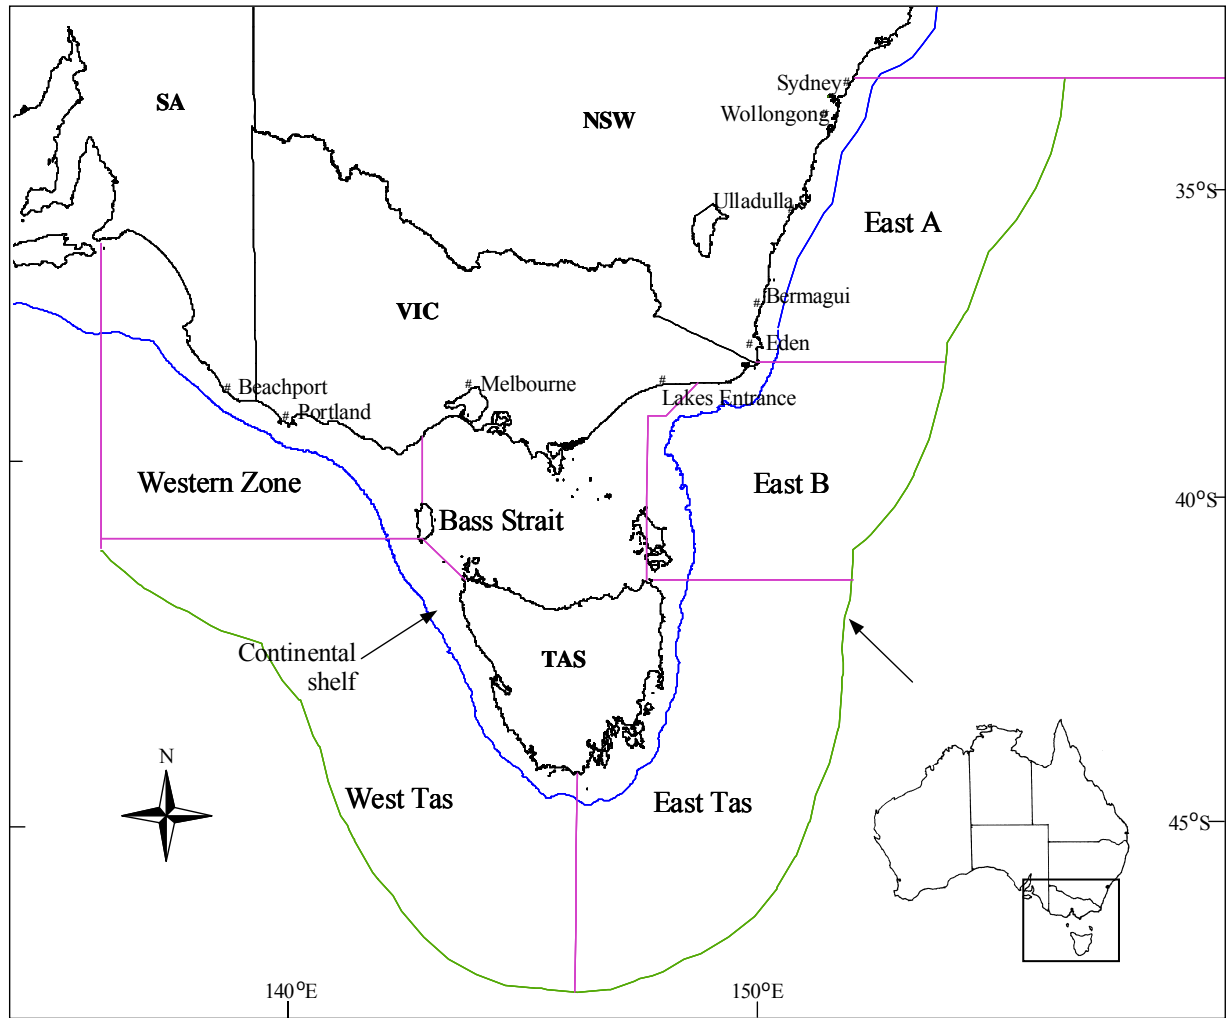 Sydney#
SA
NSW
Wollongong#
35°S
Ulladulla#
East A
#Bermagui
VIC
# Eden
# Beachport
# Melbourne
#
# Portland
Lakes Entrance
Western Zone
East B
40°S
Bass Strait
Continental
shelf
TAS
N
West Tas
East Tas
45°S
140°E
150°E